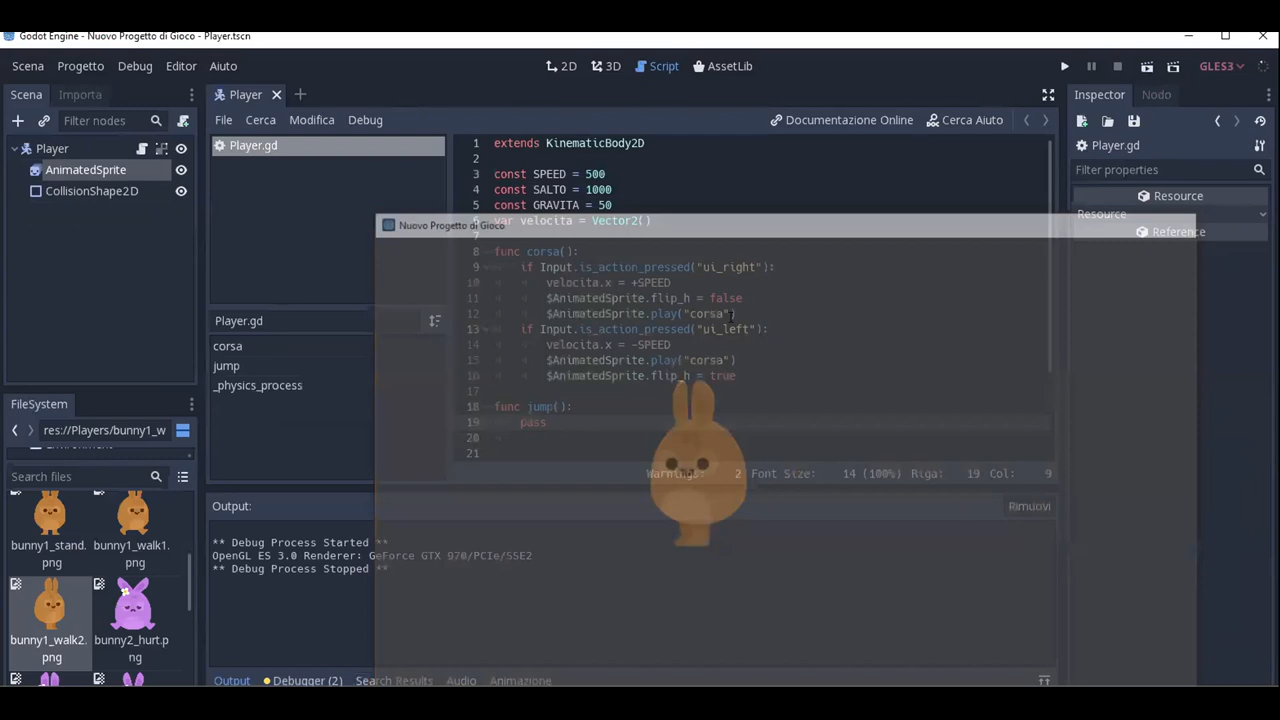 Godot Engine - Nuovo Progetto di Gioco - Player.tscn
Scena Progetto Debug Editor Aiuto
2D 3D Script AssetLib
GLES3
Scena Importa
Filter nodes
Player
AnimatedSprite
CollisionShape2D
Player
File Cerca Modifica Debug
Documentazione Online Cerca Aiuto
Player.gd
Player.gd
corsa
jump
_physics_process
1 extends KinematicBody2D
2
3 const SPEED = 500
4 const SALTO = 1000
5 const GRAVITA = 50
6 var velocita = Vector2()
7
8 func corsa():
9 if Input.is_action_pressed("ui_right"):
10 velocita.x = +SPEED
11 $AnimatedSprite.flip_h = false
12 $AnimatedSprite.play("corsa")
13 if Input.is_action_pressed("ui_left"):
14 velocita.x = -SPEED
15 $AnimatedSprite.play("corsa")
16 $AnimatedSprite.flip_h = true
17
18 func jump():
19 pass
20
21
Nuovo Progetto di Gioco
Warnings: 2 Font Size: 14 (100%) Riga: 19 Col: 9
Inspector Nodo
Player.gd
Filter properties
Resource
Resource
Reference
FileSystem
res://Players/bunny1_w
Search files
bunny1_stand.png
bunny1_walk1.png
bunny1_walk2.png
bunny2_hurt.png
Output:
Rimuovi
** Debug Process Started **
OpenGL ES 3.0 Renderer: GeForce GTX 970/PCIe/SSE2
** Debug Process Stopped **
Output Debugger (2) Search Results Audio Animazione